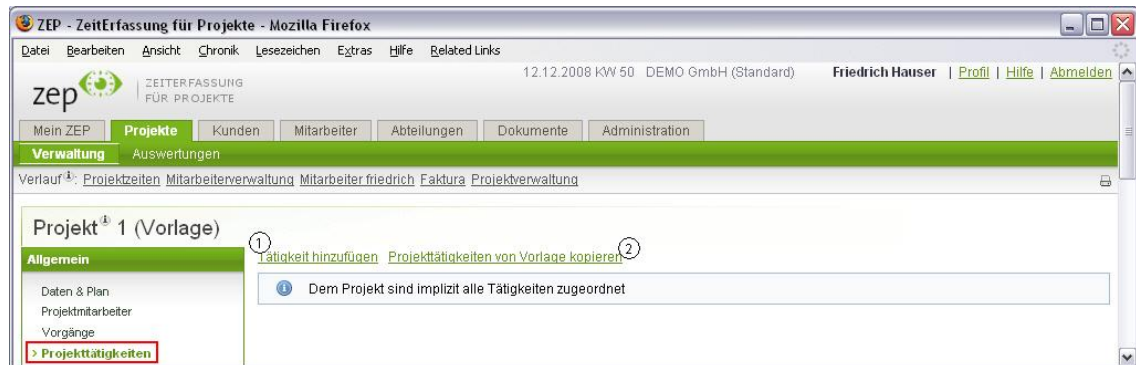 ZEP - ZeitErfassung für Projekte - Mozilla Firefox
Datei Bearbeiten Ansicht Chronik Lesezeichen Extras Hilfe Related Links
12.12.2008 KW 50 DEMO GmbH (Standard) Friedrich Hauser | Profil | Hilfe | Abmelden
zep ZEITERFASSUNG
FÜR PROJEKTE
Mein ZEP Projekte Kunden Mitarbeiter Abteilungen Dokumente Administration
Verwaltung Auswertungen
Verlauf: Projektzeiten Mitarbeiterverwaltung Mitarbeiter friedrich Faktura Projektverwaltung
Projekt 1 (Vorlage)
1 2
Allgemein
Tätigkeit hinzufügen Projekttätigkeiten von Vorlage kopieren
Daten & Plan
Dem Projekt sind implizit alle Tätigkeiten zugeordnet
Projektmitarbeiter
Vorgänge
› Projekttätigkeiten